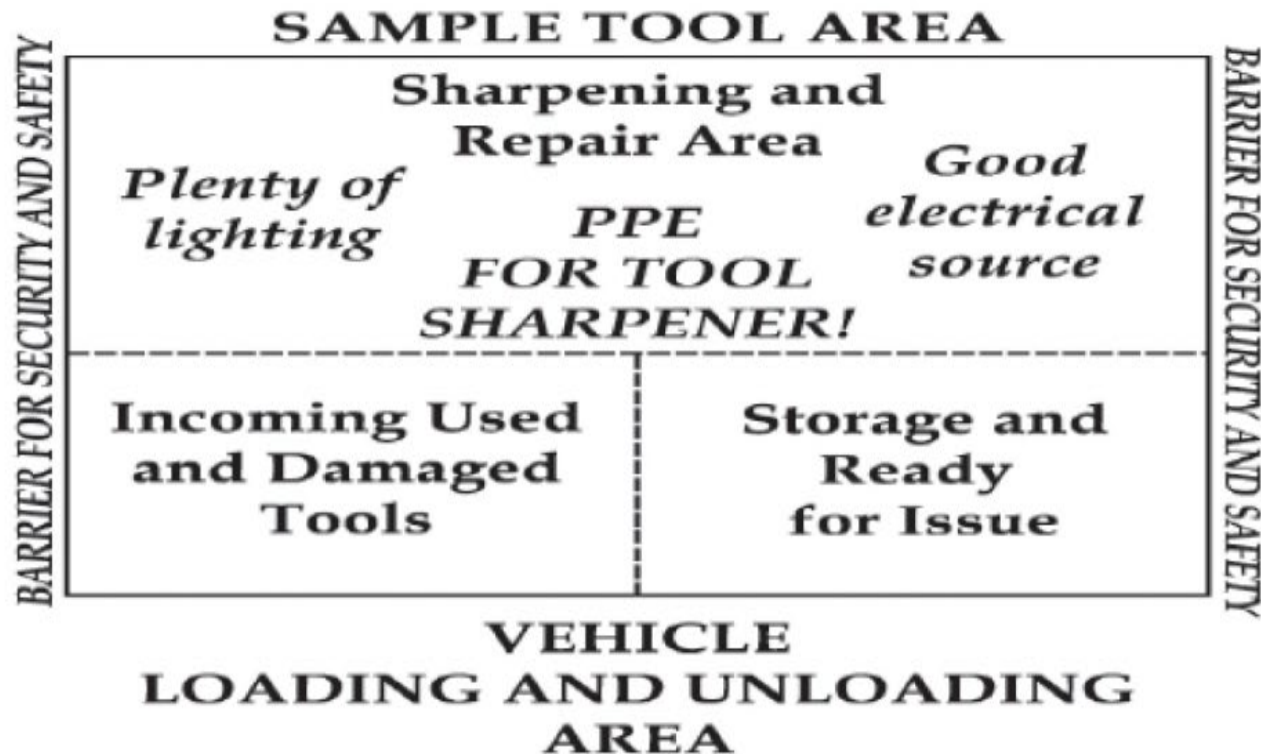 SAMPLE TOOL AREA
BARRIER FOR SECURITY AND SAFETY
Sharpening and
Repair Area
Plenty of
lighting
PPE
FOR TOOL
SHARPENER!
Good
electrical
source
BARRIER FOR SECURITY AND SAFETY
Incoming Used
and Damaged
Tools
Storage and
Ready
for Issue
VEHICLE
LOADING AND UNLOADING
AREA